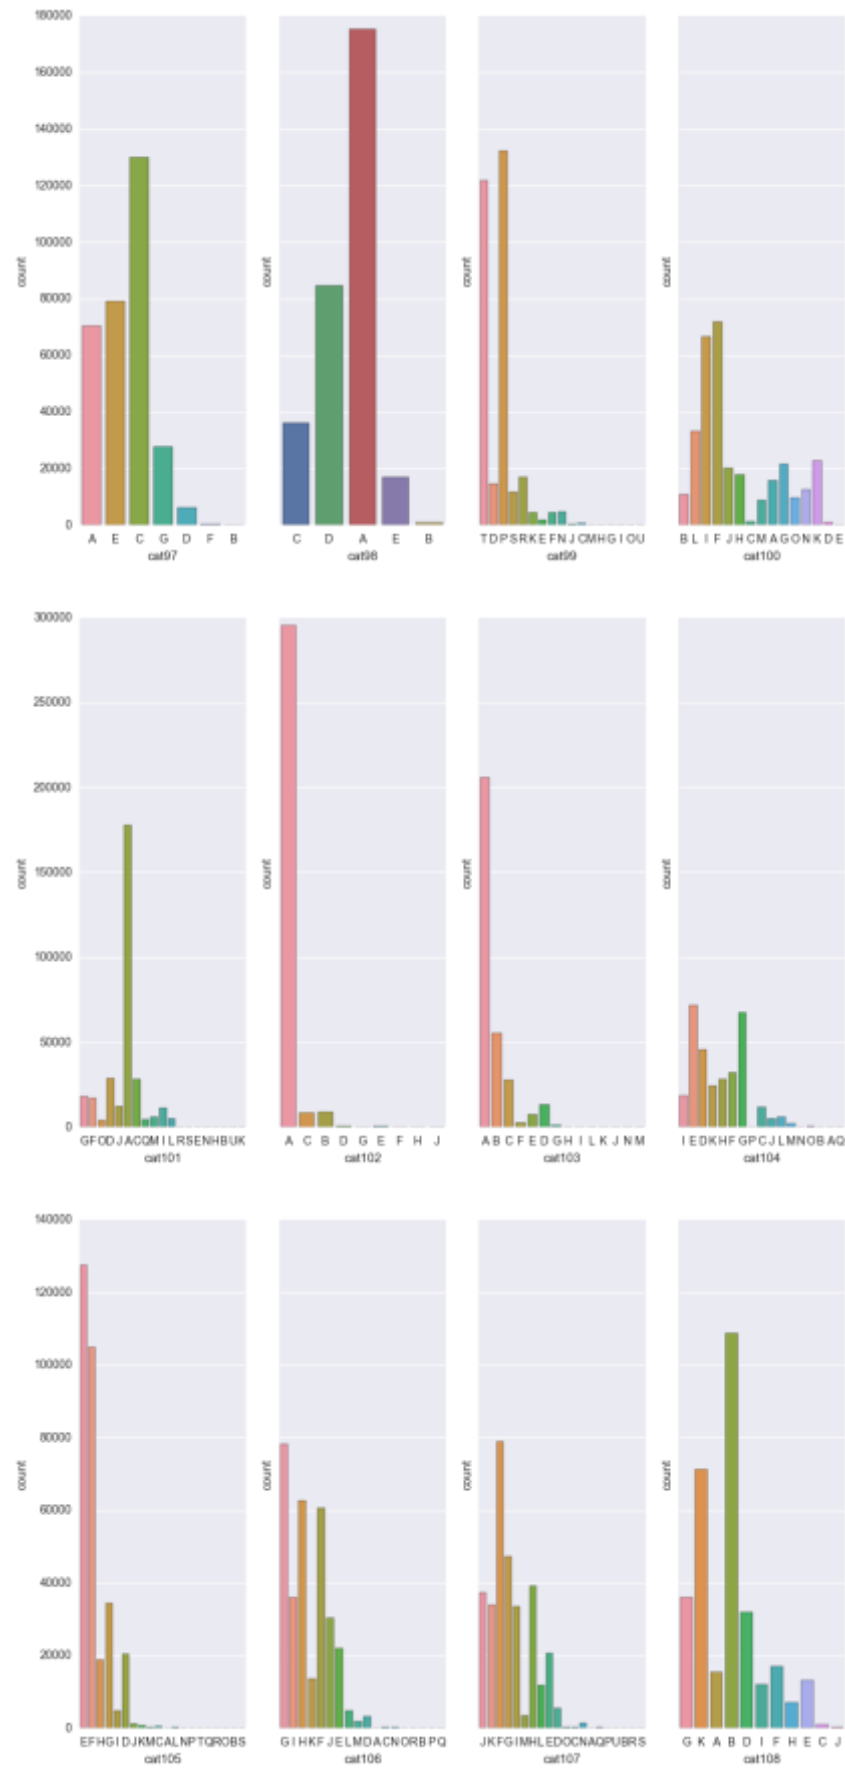 180000
160000
140000
120000
100000
80000
60000
40000
20000
0
count
A E C G D F B
cat97
count
C D A E B
cat98
count
T D P S R K E F N J C M H G I O U
cat99
count
B L I F J H C M A G O N K D E
cat100
300000
250000
200000
150000
100000
50000
0
count
G F O D J A C Q M I L R S E N H B U K
cat101
count
A C B D G E F H J
cat102
count
A B C F E D G H I L K J N M
cat103
count
I E D K H F G P C J L M N O B A Q
cat104
140000
120000
100000
80000
60000
40000
20000
0
count
E F H G I D J K M C A L N P T Q R O B S
cat105
count
G I H K F J E L M D A C N O R B P Q
cat106
count
J K F G I M H L E D O C N A Q P U B R S
cat107
count
G K A B D I F H E C J
cat108